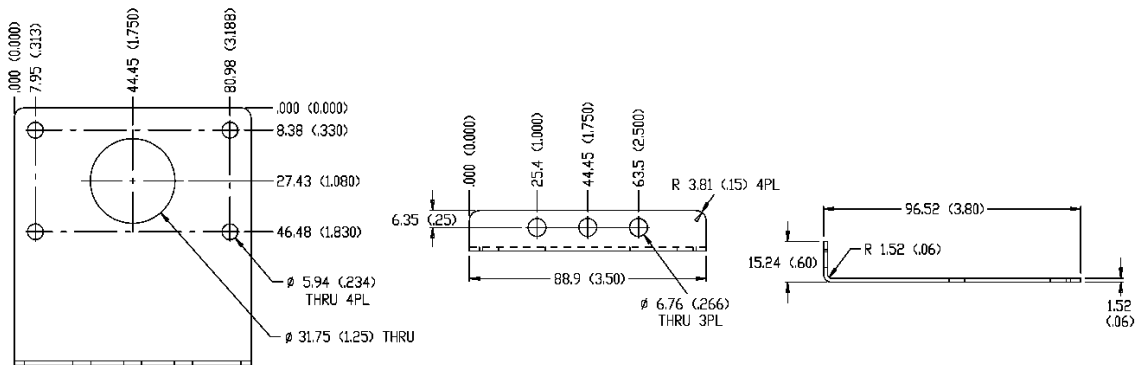 .000 (0.000)
7.95 (.313)
44.45 (1.750)
80.98 (3.188)
.000 (0.000)
8.38 (.330)
27.43 (1.080)
46.48 (1.830)
ø 5.94 (.234)
THRU 4PL
ø 31.75 (1.25) THRU
.000 (0.000)
25.4 (1.000)
44.45 (1.750)
63.5 (2.500)
R 3.81 (.15) 4PL
6.35 (.25)
88.9 (3.50)
ø 6.76 (.266)
THRU 3PL
96.52 (3.80)
15.24 (.60)
R 1.52 (.06)
1.52
(.06)